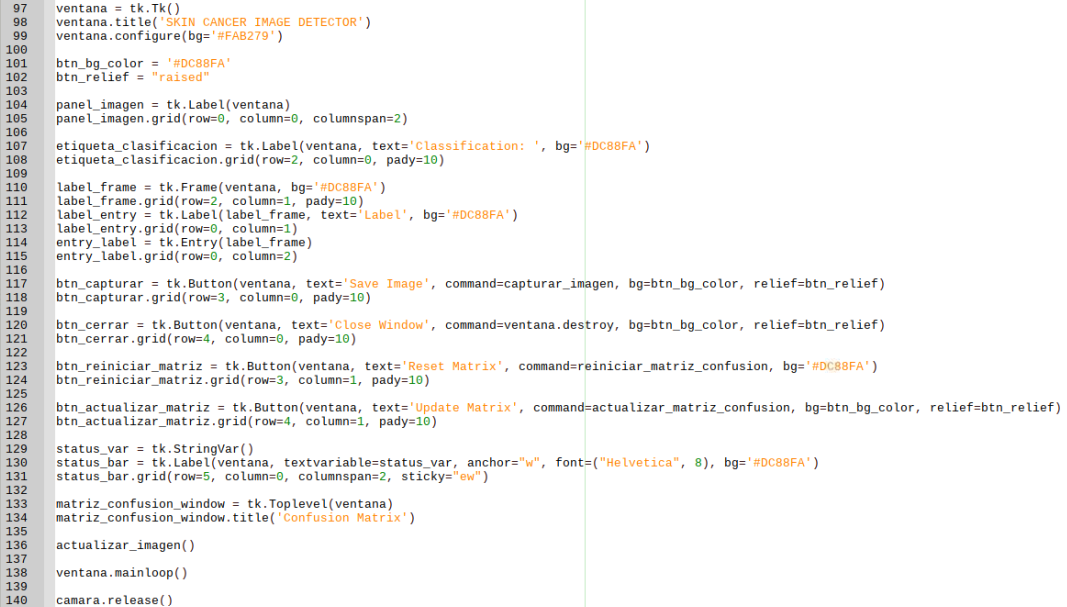 97 ventana = tk.Tk()
98 ventana.title('SKIN CANCER IMAGE DETECTOR')
99 ventana.configure(bg='#FAB279')
100
101 btn_bg_color = '#DC88FA'
102 btn_relief = "raised"
103
104 panel_imagen = tk.Label(ventana)
105 panel_imagen.grid(row=0, column=0, columnspan=2)
106
107 etiqueta_clasificacion = tk.Label(ventana, text='Classification: ', bg='#DC88FA')
108 etiqueta_clasificacion.grid(row=2, column=0, pady=10)
109
110 label_frame = tk.Frame(ventana, bg='#DC88FA')
111 label_frame.grid(row=2, column=1, pady=10)
112 label_entry = tk.Label(label_frame, text='Label', bg='#DC88FA')
113 label_entry.grid(row=0, column=1)
114 entry_label = tk.Entry(label_frame)
115 entry_label.grid(row=0, column=2)
116
117 btn_capturar = tk.Button(ventana, text='Save Image', command=capturar_imagen, bg=btn_bg_color, relief=btn_relief)
118 btn_capturar.grid(row=3, column=0, pady=10)
119
120 btn_cerrar = tk.Button(ventana, text='Close Window', command=ventana.destroy, bg=btn_bg_color, relief=btn_relief)
121 btn_cerrar.grid(row=4, column=0, pady=10)
122
123 btn_reiniciar_matriz = tk.Button(ventana, text='Reset Matrix', command=reiniciar_matriz_confusion, bg='#DC88FA')
124 btn_reiniciar_matriz.grid(row=3, column=1, pady=10)
125
126 btn_actualizar_matriz = tk.Button(ventana, text='Update Matrix', command=actualizar_matriz_confusion, bg=btn_bg_color, relief=btn_relief)
127 btn_actualizar_matriz.grid(row=4, column=1, pady=10)
128
129 status_var = tk.StringVar()
130 status_bar = tk.Label(ventana, textvariable=status_var, anchor="w", font=("Helvetica", 8), bg='#DC88FA')
131 status_bar.grid(row=5, column=0, columnspan=2, sticky="ew")
132
133 matriz_confusion_window = tk.Toplevel(ventana)
134 matriz_confusion_window.title('Confusion Matrix')
135
136 actualizar_imagen()
137
138 ventana.mainloop()
139
140 camara.release()